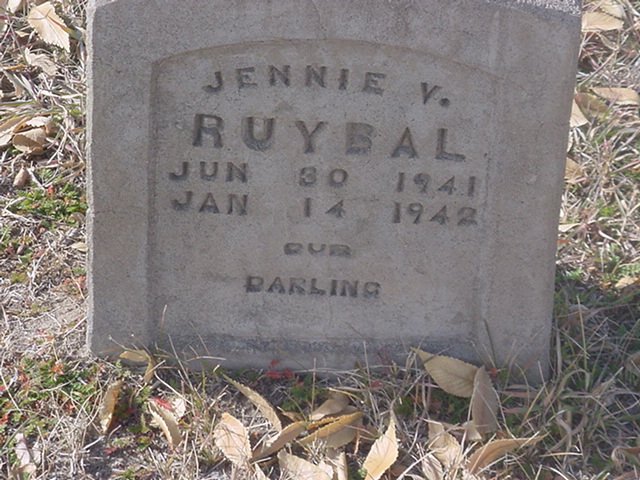 JENNIE V.
RUYBAL
JUN 30 1941
JAN 14 1942
OUR
DARLING